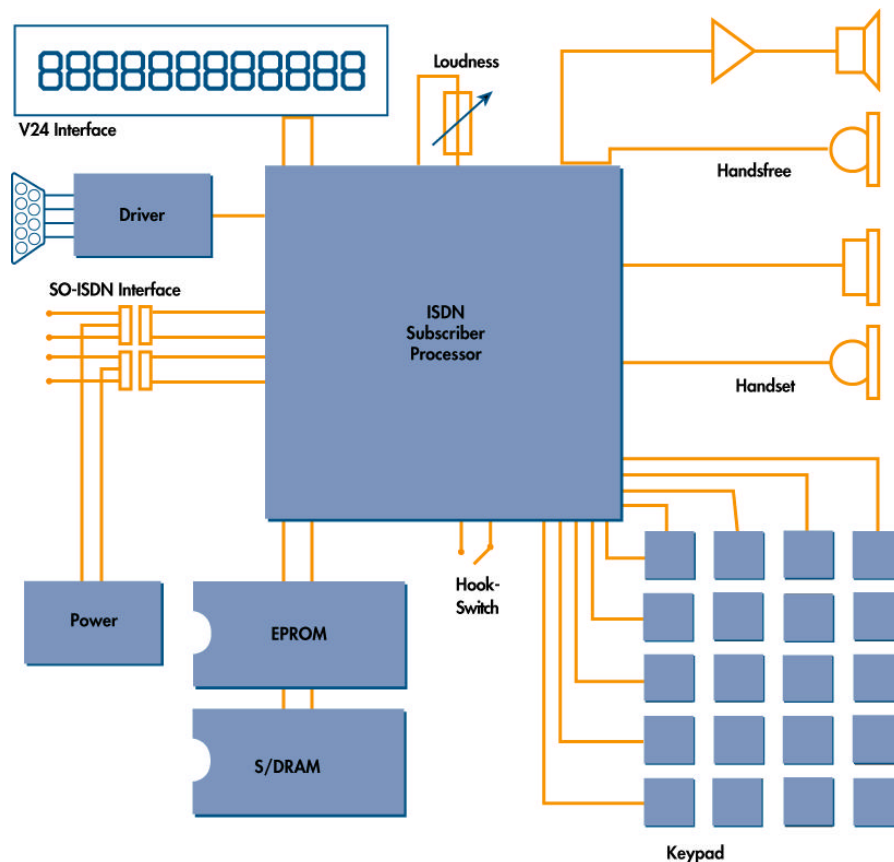 888888888888
Loudness
V24 Interface
Handsfree
Driver
SO-ISDN Interface
ISDN
Subscriber
Processor
Handset
Hook-
Switch
Power
EPROM
S/DRAM
Keypad